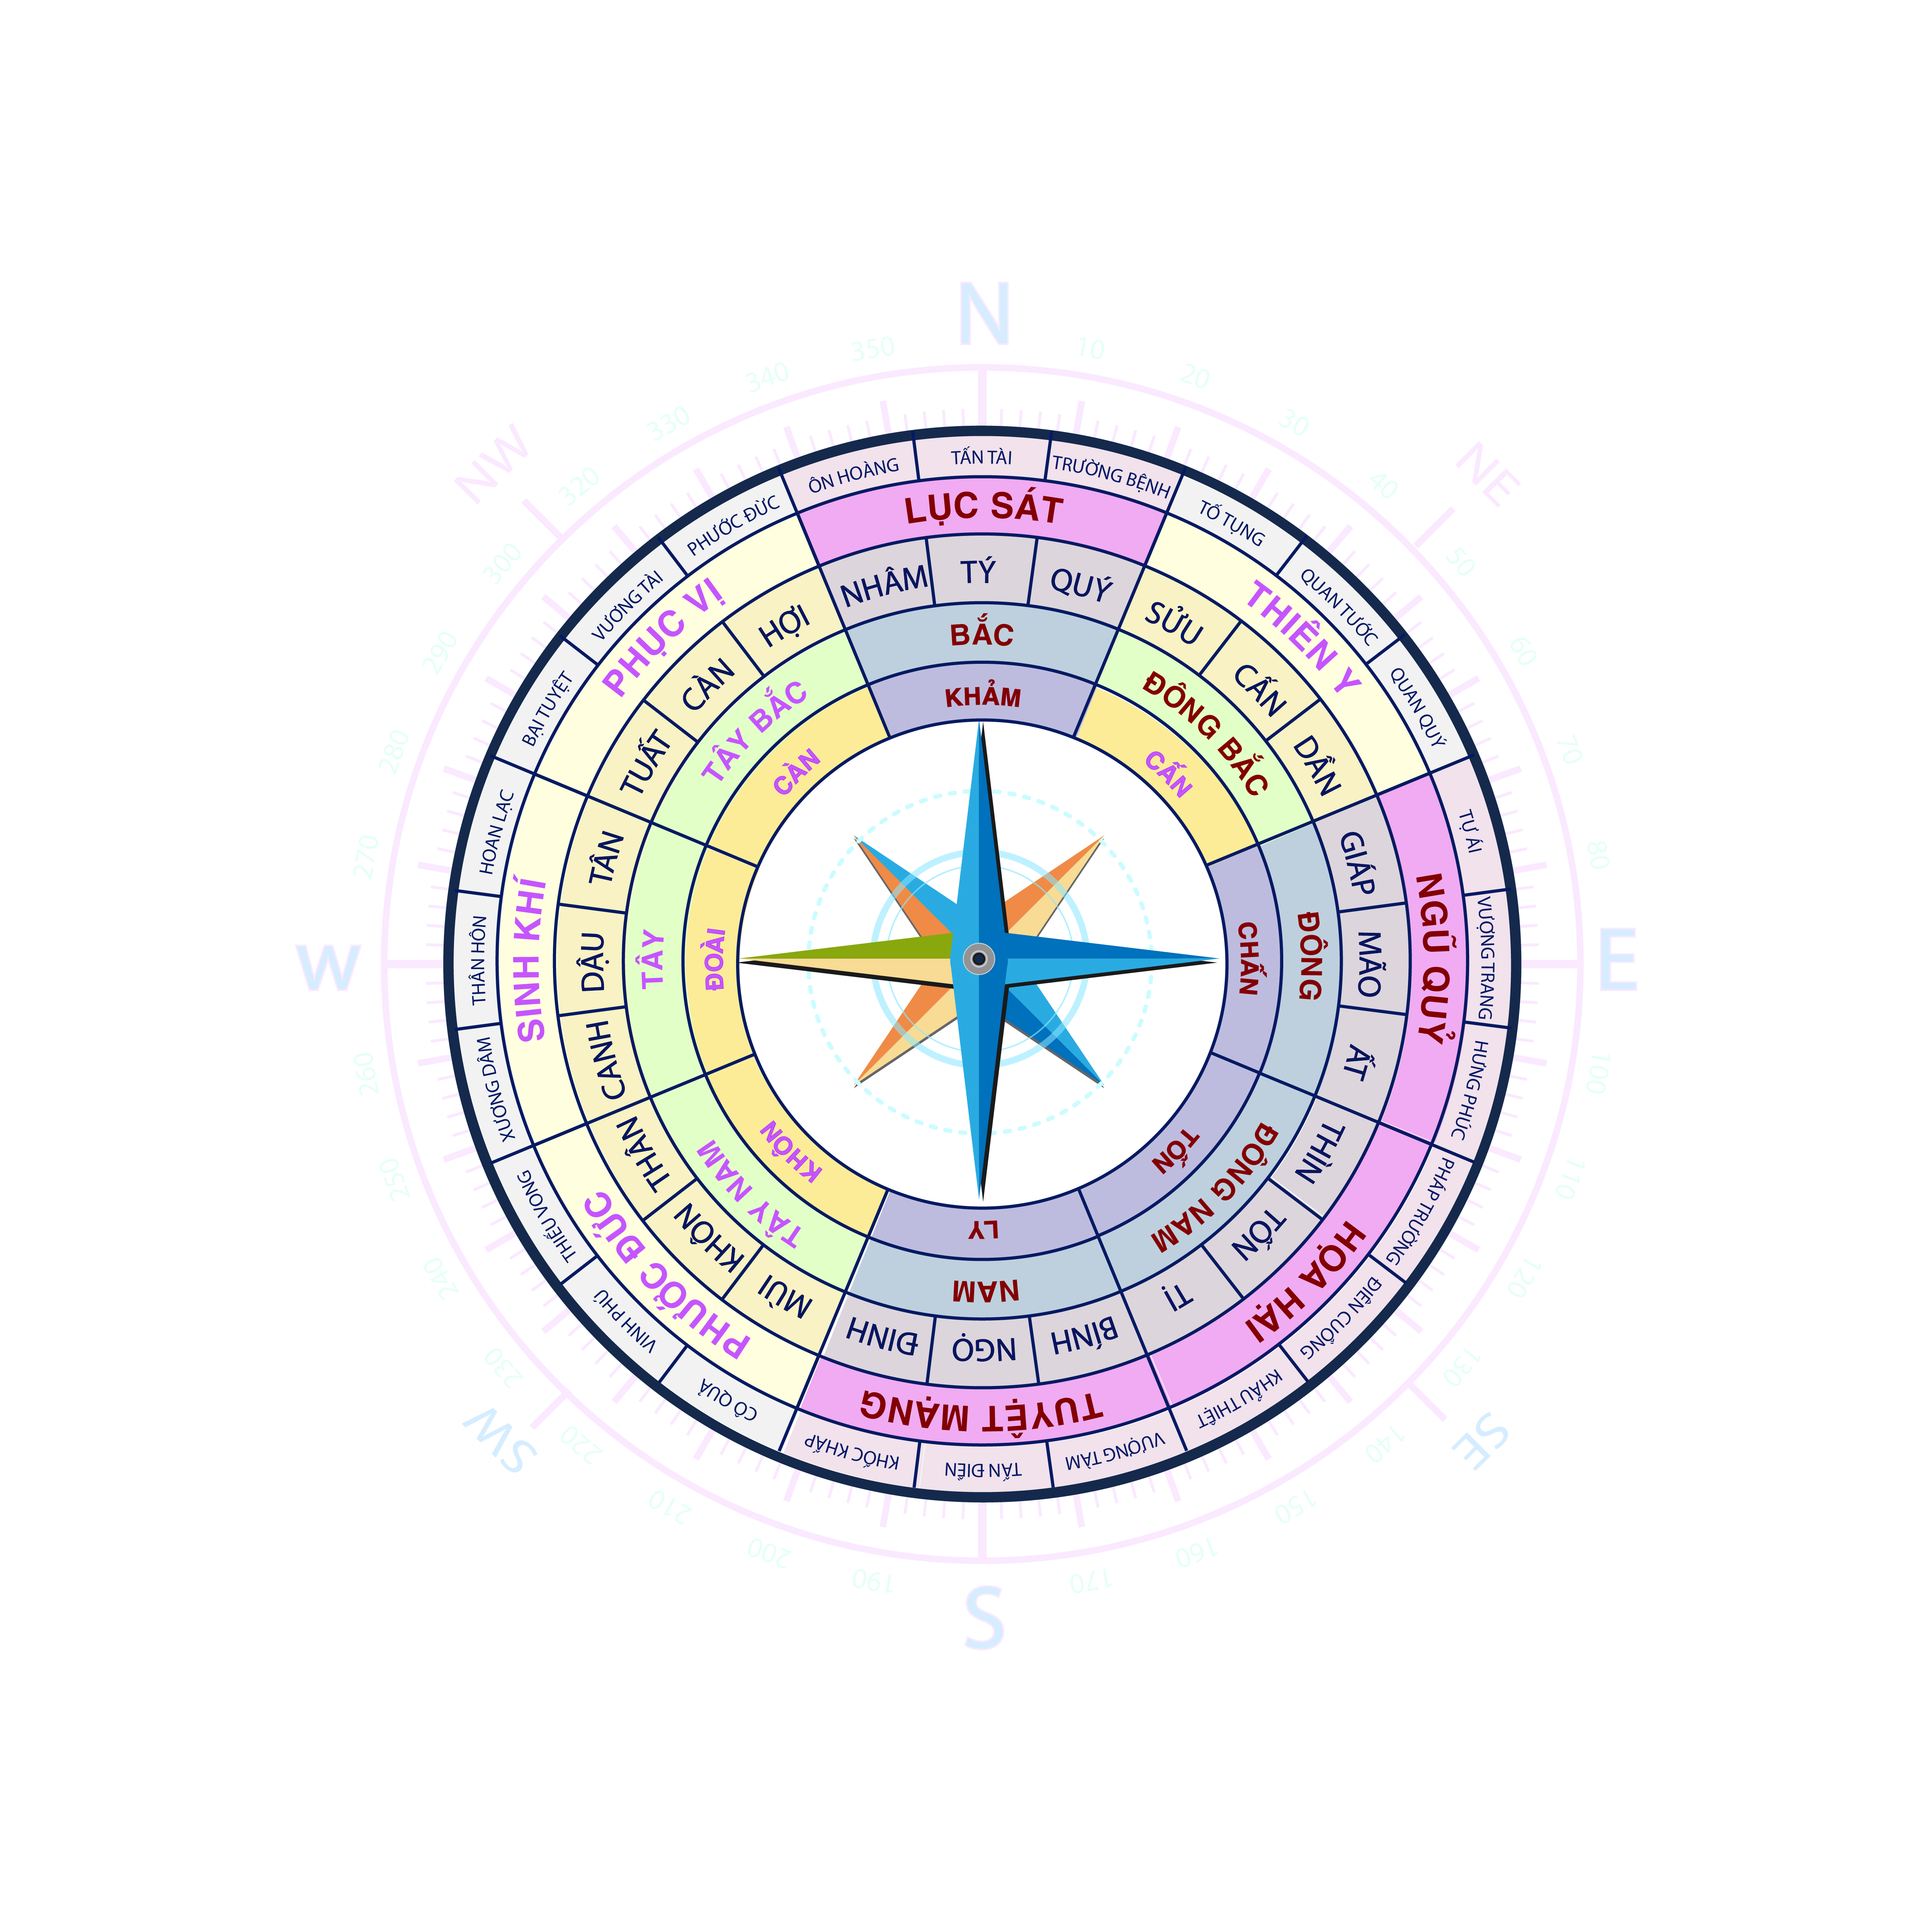 N
10
20
30
40
50
60
70
80
100
110
120
130
140
150
160
170
190
200
210
220
230
240
250
260
270
280
290
300
320
330
340
350
NE
E
SE
S
SW
W
NW
TẤN TÀI
TRƯỜNG BỆNH
TỐ TỤNG
QUAN TƯỚC
QUAN QUÝ
TỰ ÁI
VƯỢNG TRANG
HƯNG PHÚC
PHÁP TRƯỜNG
ĐIÊN CUỒNG
KHẨU THIỆT
VƯỢNG TÀM
TẤN ĐIỀN
KHỐC KHẤP
CÔ QUẢ
VINH PHÚ
THIẾU VONG
XƯƠNG DÂM
THÂN HÔN
HOAN LẠC
BẠI TUYỆT
VƯỢNG TÀI
PHƯỚC ĐỨC
ÔN HOÀNG
LỤC SÁT
THIÊN Y
NGŨ QUỶ
HỌA HẠI
TUYỆT MẠNG
PHƯỚC ĐỨC
SINH KHÍ
PHỤC VỊ
TÝ
QUÝ
SỬU
CẤN
DẦN
GIÁP
MÃO
ẤT
THÌN
TỐN
TỊ
BÍNH
NGỌ
ĐINH
MÙI
KHÔN
THÂN
CANH
DẬU
TÂN
TUẤT
CÀN
HỢI
NHÂM
BẮC
ĐÔNG BẮC
ĐÔNG
ĐÔNG NAM
NAM
TÂY NAM
TÂY
TÂY BẮC
KHẢM
CẤN
CHẤN
TỐN
LY
KHÔN
ĐOÀI
CÀN